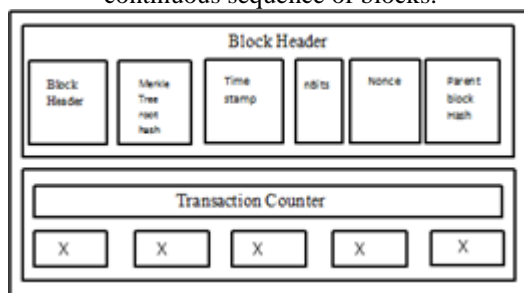 continuous sequence of blocks.
Block Header
Block
Header
Merkle
Tree
root
hash
Time
stamp
nBits
Nonce
Parent
block
Hash
Transaction Counter
X X X X X